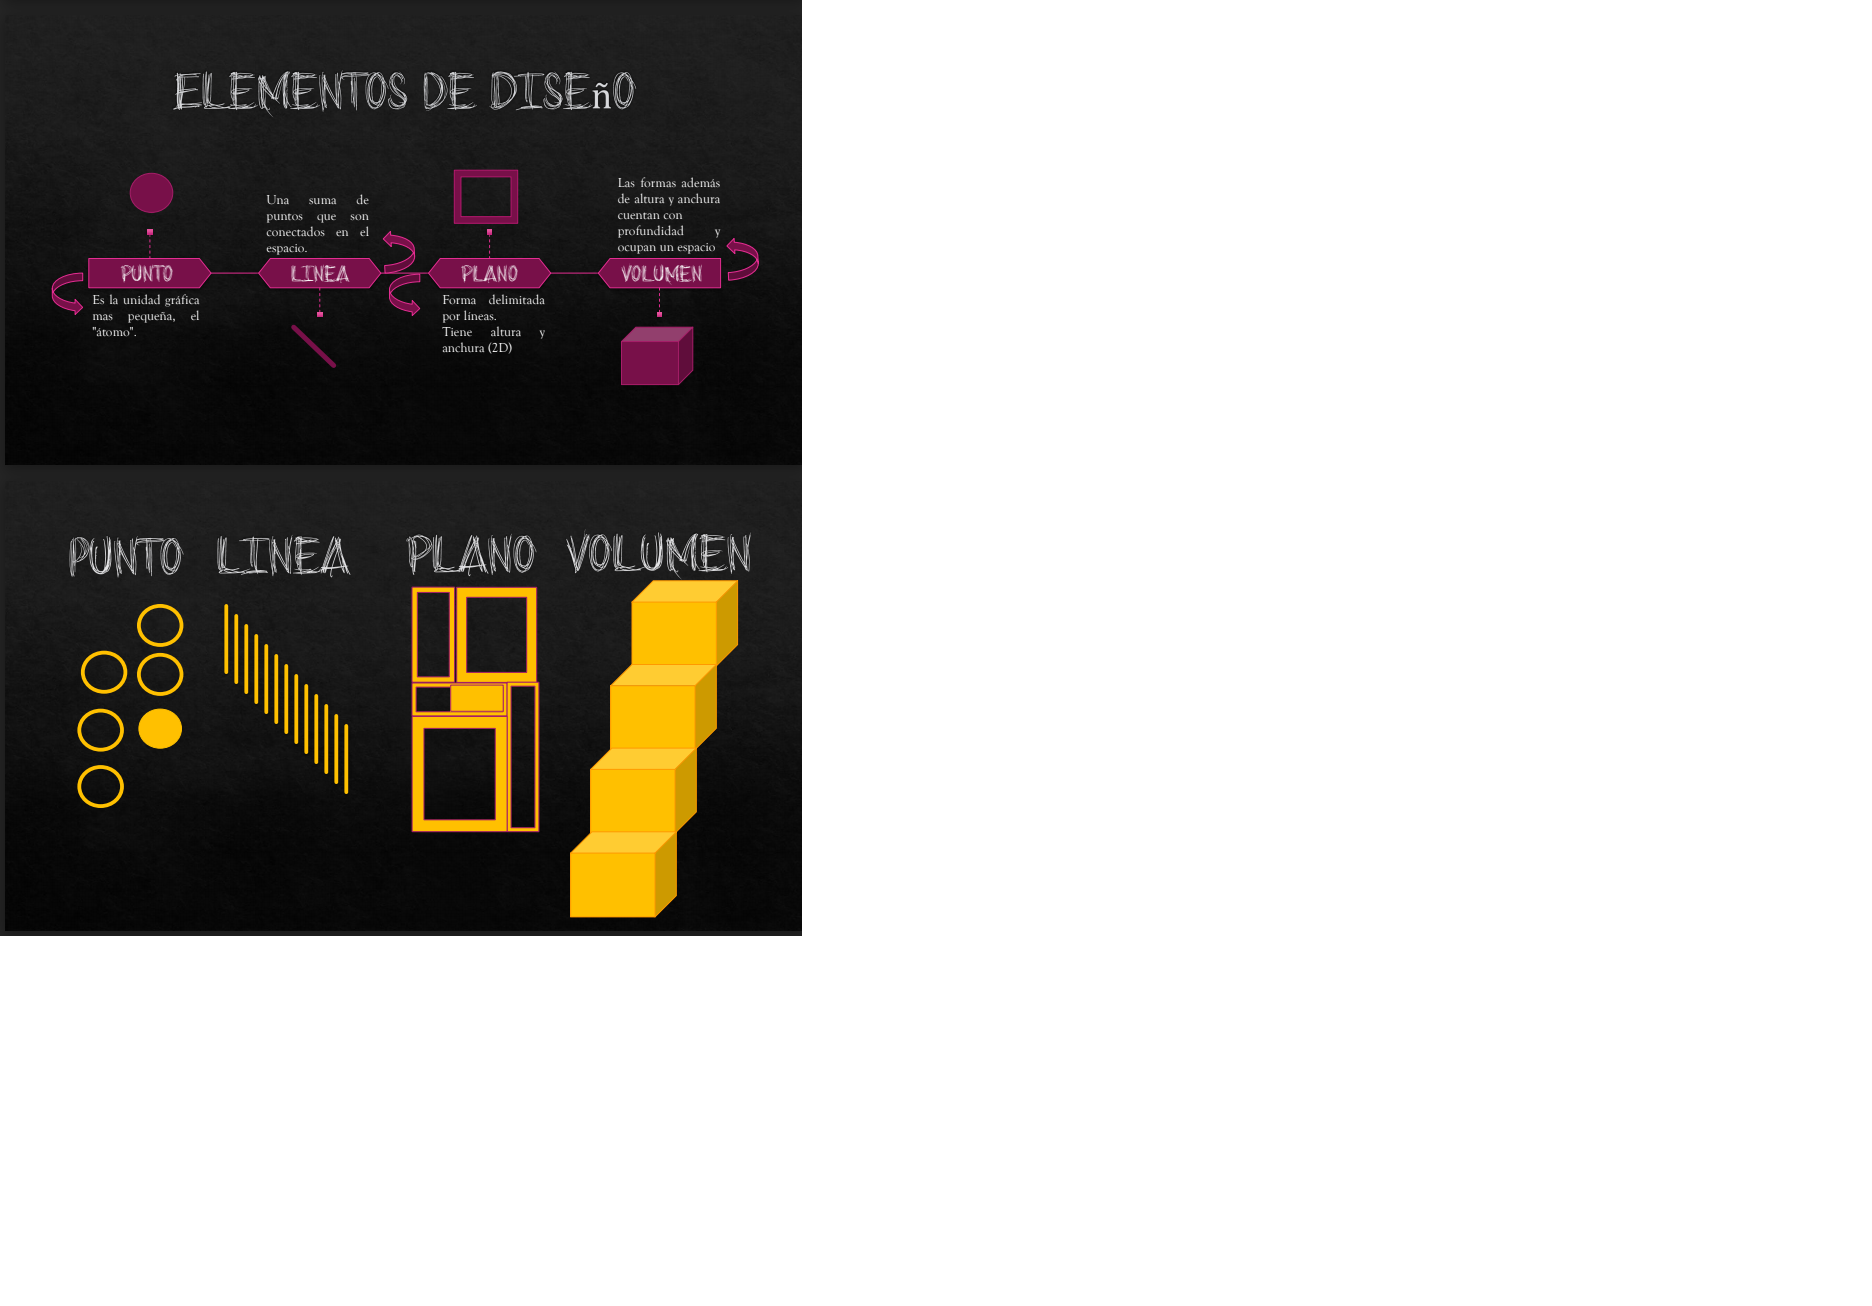 ELEMENTOS DE DISEñO
Una suma de
puntos que son
conectados en el
espacio.
Las formas además
de altura y anchura
cuentan con
profundidad y
ocupan un espacio
PUNTO
LINEA
PLANO
VOLUMEN
Es la unidad gráfica
mas pequeña, el
"átomo".
Forma delimitada
por líneas.
Tiene altura y
anchura (2D)
PUNTO
LINEA
PLANO
VOLUMEN